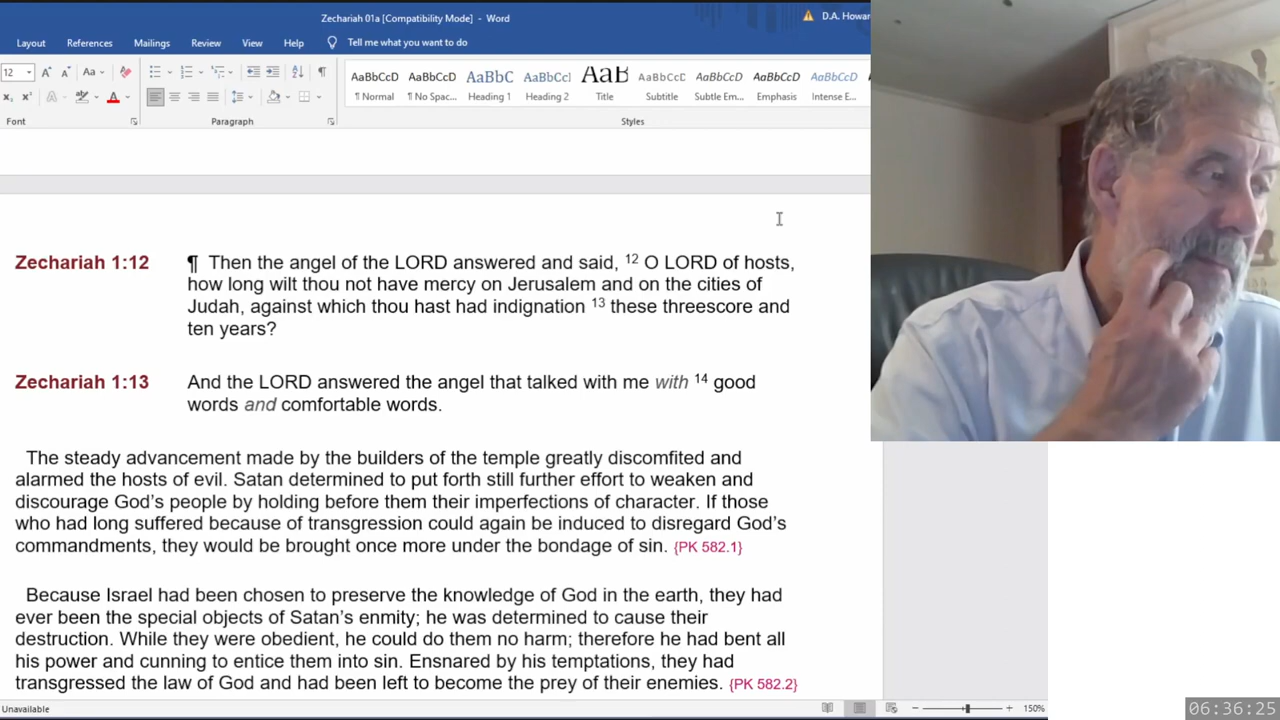 Zechariah 01a [Compatibility Mode] - Word
D.A. Howar
Layout References Mailings Review View Help Tell me what you want to do
12 Aa
AaBbCcD AaBbCcD AaBbC AaBbCcI AaB AaBbCcD AaBbCcD AaBbCcD AaBbCcD
¶ Normal ¶ No Spac... Heading 1 Heading 2 Title Subtitle Subtle Em... Emphasis Intense E...
Font Paragraph Styles
Zechariah 1:12 ¶ Then the angel of the LORD answered and said, 12 O LORD of hosts,
how long wilt thou not have mercy on Jerusalem and on the cities of
Judah, against which thou hast had indignation 13 these threescore and
ten years?
Zechariah 1:13 And the LORD answered the angel that talked with me with 14 good
words and comfortable words.
The steady advancement made by the builders of the temple greatly discomfited and
alarmed the hosts of evil. Satan determined to put forth still further effort to weaken and
discourage God's people by holding before them their imperfections of character. If those
who had long suffered because of transgression could again be induced to disregard God's
commandments, they would be brought once more under the bondage of sin. {PK 582.1}
Because Israel had been chosen to preserve the knowledge of God in the earth, they had
ever been the special objects of Satan's enmity; he was determined to cause their
destruction. While they were obedient, he could do them no harm; therefore he had bent all
his power and cunning to entice them into sin. Ensnared by his temptations, they had
transgressed the law of God and had been left to become the prey of their enemies. {PK 582.2}
Unavailable 150%
06:36:25